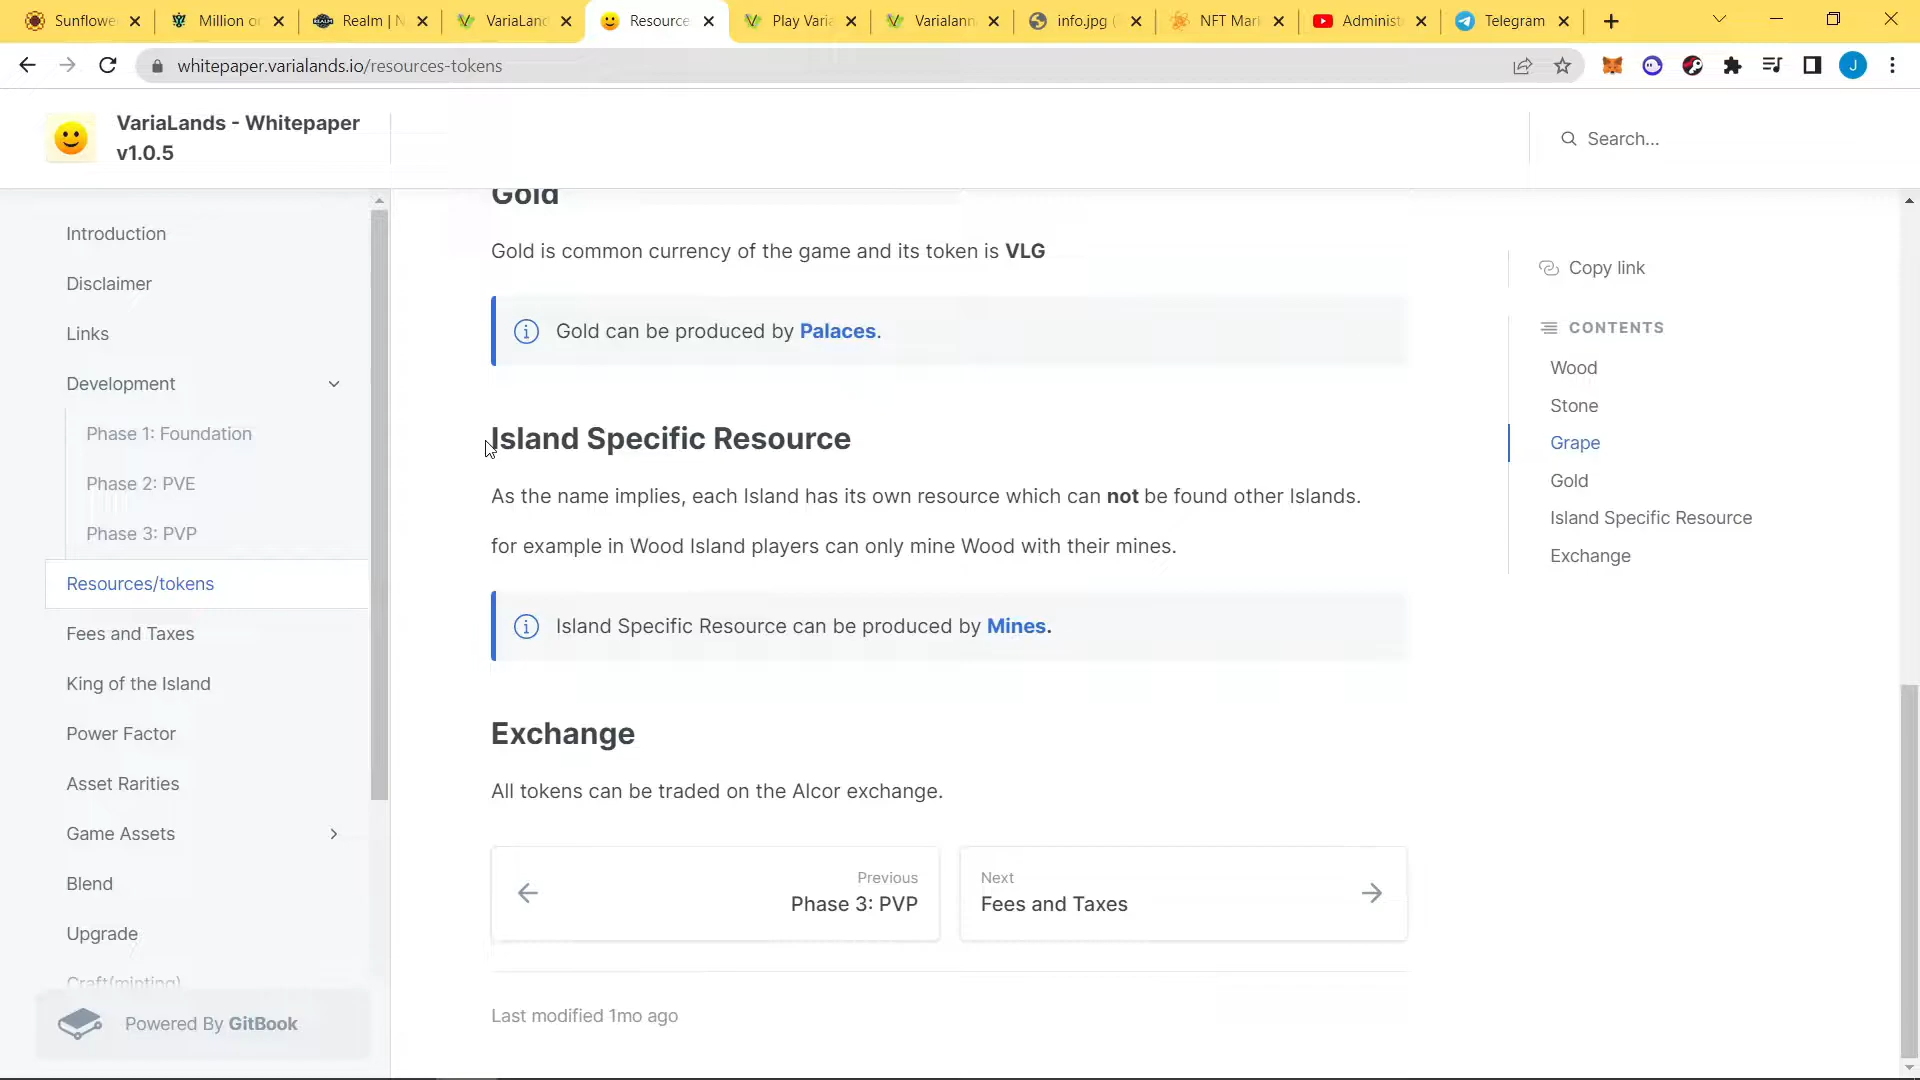 Sunflowe
Million o
Realm | N
VariaLand
Resource
Play Varia
Varialann
info.jpg (
NFT Mar
Administ
Telegram
whitepaper.varialands.io/resources-tokens
J
VariaLands - Whitepaper
v1.0.5
Search...
Introduction
Disclaimer
Links
Development
Phase 1: Foundation
Phase 2: PVE
Phase 3: PVP
Resources/tokens
Fees and Taxes
King of the Island
Power Factor
Asset Rarities
Game Assets
Blend
Upgrade
Craft(minting)
Powered By GitBook
Gold
Gold is common currency of the game and its token is VLG
Gold can be produced by Palaces.
Island Specific Resource
As the name implies, each Island has its own resource which can not be found other Islands.
for example in Wood Island players can only mine Wood with their mines.
Island Specific Resource can be produced by Mines.
Exchange
All tokens can be traded on the Alcor exchange.
Previous
Phase 3: PVP
Next
Fees and Taxes
Last modified 1mo ago
Copy link
CONTENTS
Wood
Stone
Grape
Gold
Island Specific Resource
Exchange